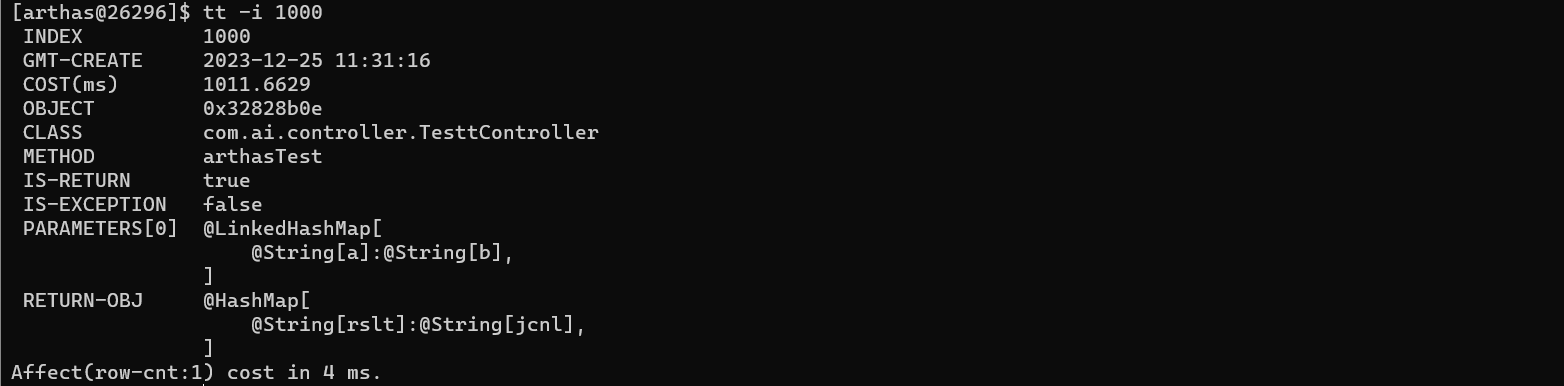 [arthas@26296]$ tt -i 1000
INDEX 1000
GMT-CREATE 2023-12-25 11:31:16
COST(ms) 1011.6629
OBJECT 0x32828b0e
CLASS com.ai.controller.TesttController
METHOD arthasTest
IS-RETURN true
IS-EXCEPTION false
PARAMETERS[0] @LinkedHashMap[
@String[a]:@String[b],
]
RETURN-OBJ @HashMap[
@String[rslt]:@String[jcnl],
]
Affect(row-cnt:1) cost in 4 ms.